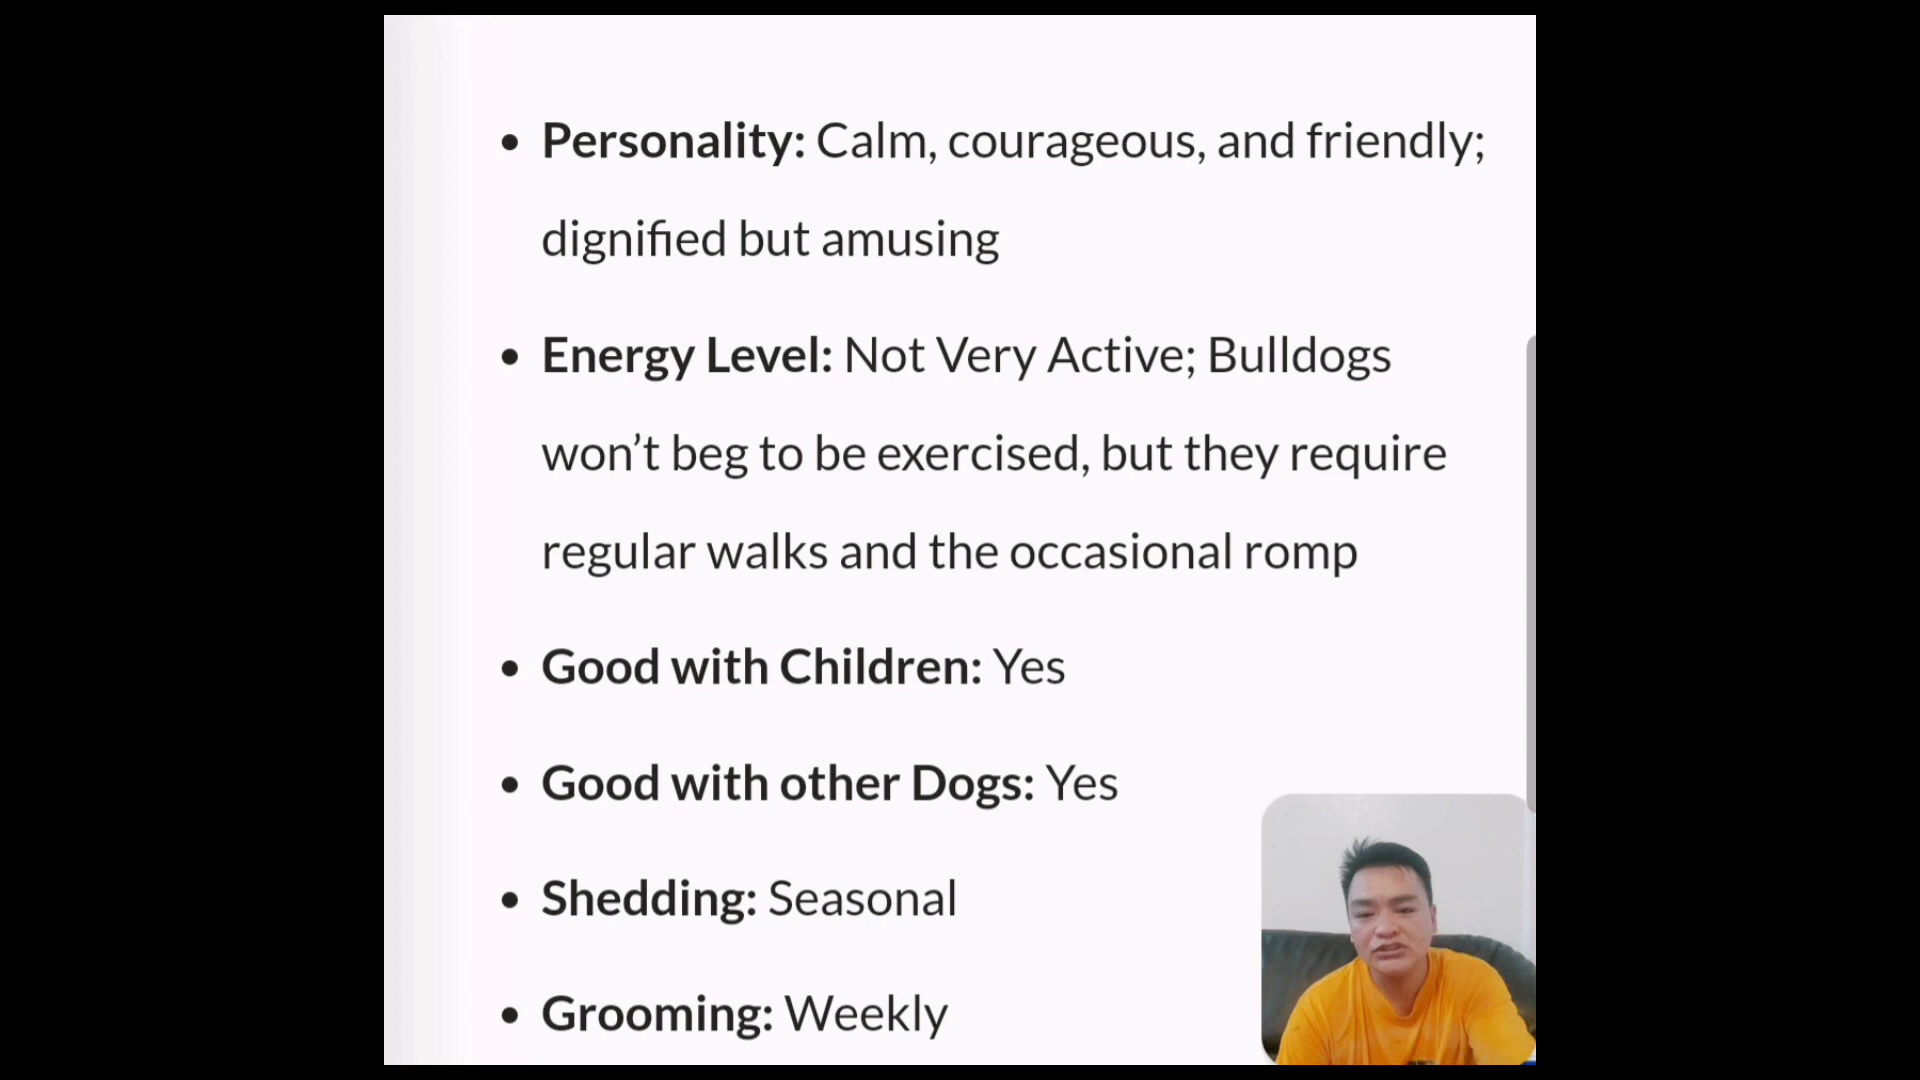 • Personality: Calm, courageous, and friendly;
dignified but amusing
• Energy Level: Not Very Active; Bulldogs
won’t beg to be exercised, but they require
regular walks and the occasional romp
• Good with Children: Yes
• Good with other Dogs: Yes
• Shedding: Seasonal
• Grooming: Weekly